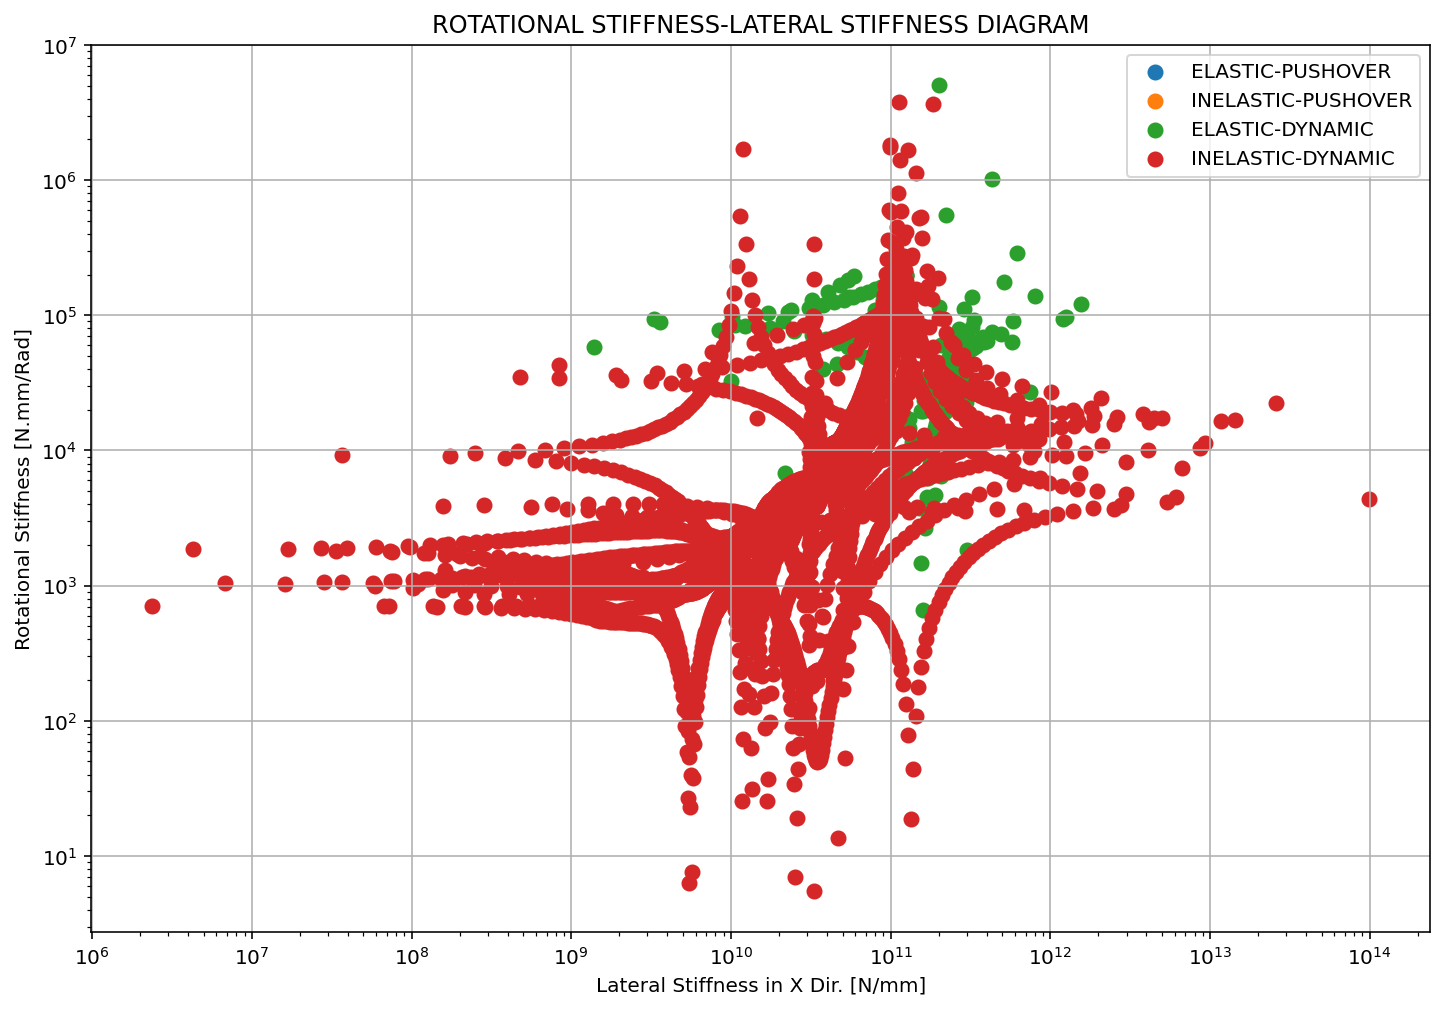 ROTATIONAL STIFFNESS-LATERAL STIFFNESS DIAGRAM
ELASTIC-PUSHOVER
INELASTIC-PUSHOVER
ELASTIC-DYNAMIC
INELASTIC-DYNAMIC
Rotational Stiffness [N.mm/Rad]
10⁷
10⁶
10⁵
10⁴
10³
10²
10¹
10⁶ 10⁷ 10⁸ 10⁹ 10¹⁰ 10¹¹ 10¹² 10¹³ 10¹⁴
Lateral Stiffness in X Dir. [N/mm]